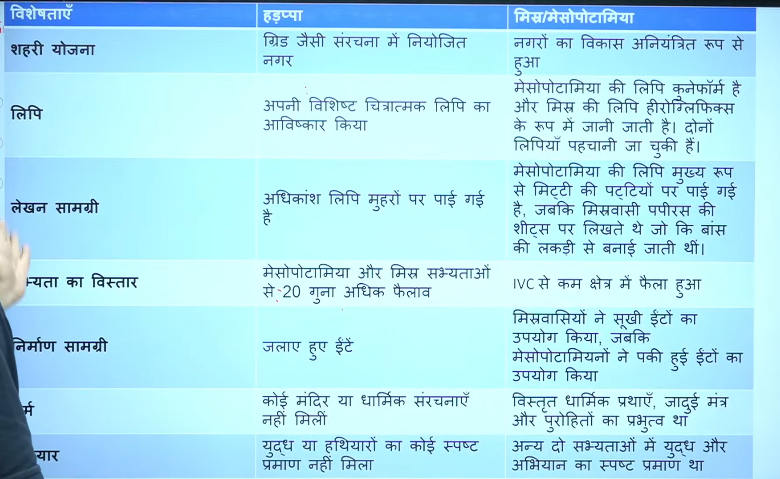 विशेषताएँ हड़प्पा मिस्र/मेसोपोटामिया
शहरी योजना
ग्रिड जैसी संरचना में नियोजित
नगर
नगरों का विकास अनियंत्रित रूप से
हुआ
लिपि
अपनी विशिष्ट चित्रात्मक लिपि का
आविष्कार किया
मेसोपोटामिया की लिपि कूनेफॉर्म है
और मिस्र की लिपि हीरोग्लिफिक्स
के रूप में जानी जाती है। दोनों
लिपियाँ पहचानी जा चुकी हैं।
लेखन सामग्री
अधिकांश लिपि मुहरों पर पाई गई
है
मेसोपोटामिया की लिपि मुख्य रूप
से मिट्टी की पट्टियों पर पाई गई
है, जबकि मिस्रवासी पपीरस की
शीट्स पर लिखते थे जो कि बांस
की लकड़ी से बनाई जाती थीं।
भ्यता का विस्तार
मेसोपोटामिया और मिस्र सभ्यताओं
से 20 गुना अधिक फैलाव
IVC से कम क्षेत्र में फैला हुआ
निर्माण सामग्री
जलाए हुए ईंटें
मिस्रवासियों ने सूखी ईंटों का
उपयोग किया, जबकि
मेसोपोटामियनों ने पकी हुई ईंटों का
उपयोग किया
र्म
कोई मंदिर या धार्मिक संरचनाएँ
नहीं मिलीं
विस्तृत धार्मिक प्रथाएँ, जादुई मंत्र
और पुरोहितों का प्रभुत्व था
यार
युद्ध या हथियारों का कोई स्पष्ट
प्रमाण नहीं मिला
अन्य दो सभ्यताओं में युद्ध और
अभियान का स्पष्ट प्रमाण था